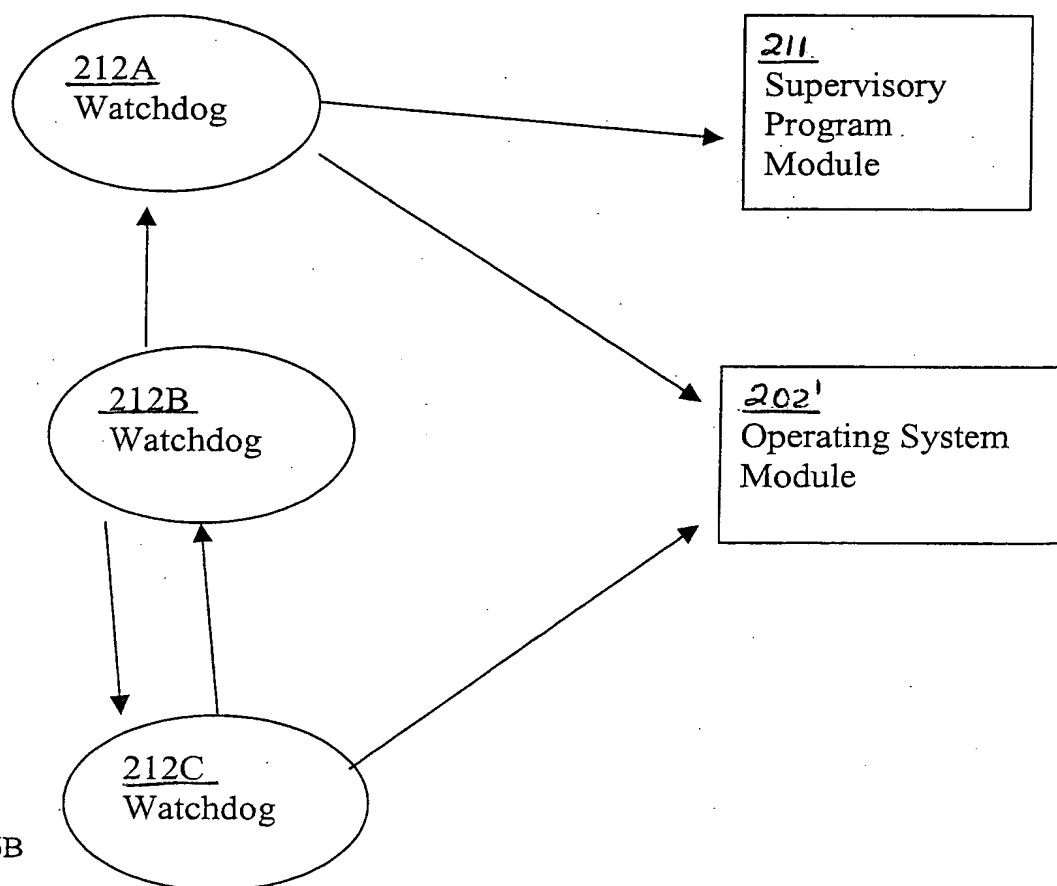 212A
Watchdog
211
Supervisory
Program
Module
212B
Watchdog
202'
Operating System
Module
212C
Watchdog